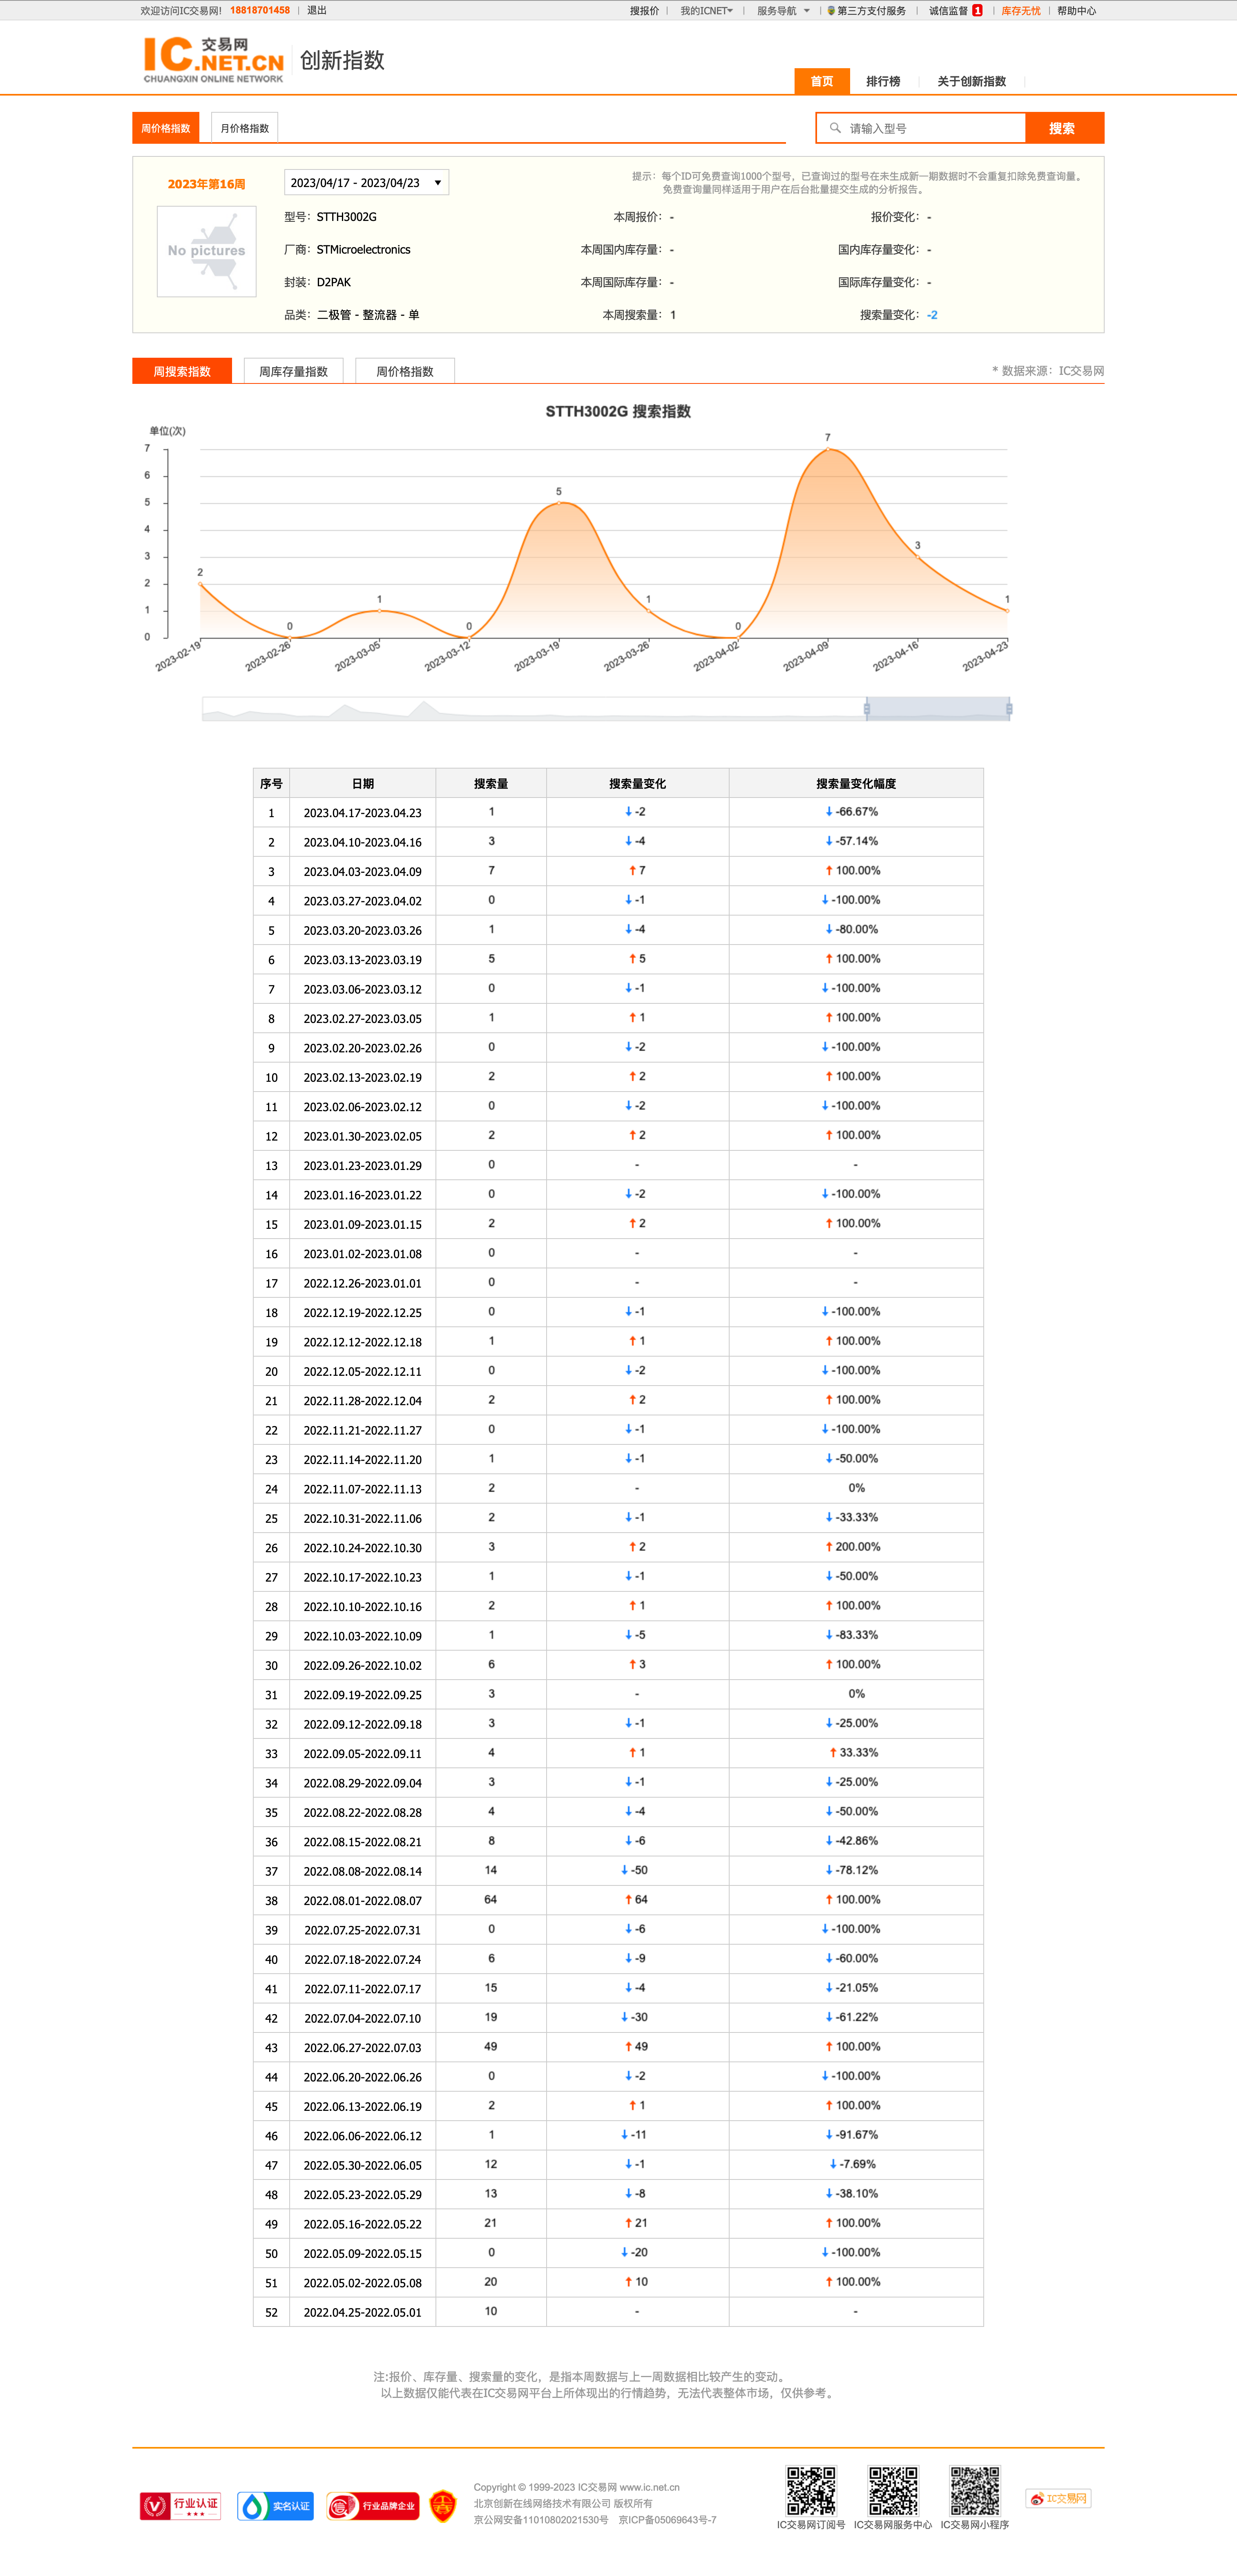 欢迎访问IC交易网! 18818701458 | 退出 搜报价 | 我的ICNET | 服务导航 | 第三方支付服务 | 诚信监督 1 | 库存无忧 | 帮助中心
IC 交易网
.NET.CN
CHUANGXIN ONLINE NETWORK
创新指数
首页 排行榜 关于创新指数
周价格指数 月价格指数 请输入型号 搜索
2023年第16周 2023/04/17 - 2023/04/23
提示：每个ID可免费查询1000个型号，已查询过的型号在未生成新一期数据时不会重复扣除免费查询量。
免费查询量同样适用于用户在后台批量提交生成的分析报告。
No pictures
型号：STTH3002G 本周报价：- 报价变化：-
厂商：STMicroelectronics 本周国内库存量：- 国内库存量变化：-
封装：D2PAK 本周国际库存量：- 国际库存量变化：-
品类：二极管 - 整流器 - 单 本周搜索量：1 搜索量变化：-2
周搜索指数 周库存量指数 周价格指数 * 数据来源：IC交易网
STTH3002G 搜索指数
单位(次)
7
6
5
4
3
2
1
0
2 0 1 0 5 1 0 7 3 1
2023-02-19 2023-02-26 2023-03-05 2023-03-12 2023-03-19 2023-03-26 2023-04-02 2023-04-09 2023-04-16 2023-04-23
序号 日期 搜索量 搜索量变化 搜索量变化幅度
1 2023.04.17-2023.04.23 1 ↓-2 ↓-66.67%
2 2023.04.10-2023.04.16 3 ↓-4 ↓-57.14%
3 2023.04.03-2023.04.09 7 ↑7 ↑100.00%
4 2023.03.27-2023.04.02 0 ↓-1 ↓-100.00%
5 2023.03.20-2023.03.26 1 ↓-4 ↓-80.00%
6 2023.03.13-2023.03.19 5 ↑5 ↑100.00%
7 2023.03.06-2023.03.12 0 ↓-1 ↓-100.00%
8 2023.02.27-2023.03.05 1 ↑1 ↑100.00%
9 2023.02.20-2023.02.26 0 ↓-2 ↓-100.00%
10 2023.02.13-2023.02.19 2 ↑2 ↑100.00%
11 2023.02.06-2023.02.12 0 ↓-2 ↓-100.00%
12 2023.01.30-2023.02.05 2 ↑2 ↑100.00%
13 2023.01.23-2023.01.29 0 - -
14 2023.01.16-2023.01.22 0 ↓-2 ↓-100.00%
15 2023.01.09-2023.01.15 2 ↑2 ↑100.00%
16 2023.01.02-2023.01.08 0 - -
17 2022.12.26-2023.01.01 0 - -
18 2022.12.19-2022.12.25 0 ↓-1 ↓-100.00%
19 2022.12.12-2022.12.18 1 ↑1 ↑100.00%
20 2022.12.05-2022.12.11 0 ↓-2 ↓-100.00%
21 2022.11.28-2022.12.04 2 ↑2 ↑100.00%
22 2022.11.21-2022.11.27 0 ↓-1 ↓-100.00%
23 2022.11.14-2022.11.20 1 ↓-1 ↓-50.00%
24 2022.11.07-2022.11.13 2 - 0%
25 2022.10.31-2022.11.06 2 ↓-1 ↓-33.33%
26 2022.10.24-2022.10.30 3 ↑2 ↑200.00%
27 2022.10.17-2022.10.23 1 ↓-1 ↓-50.00%
28 2022.10.10-2022.10.16 2 ↑1 ↑100.00%
29 2022.10.03-2022.10.09 1 ↓-5 ↓-83.33%
30 2022.09.26-2022.10.02 6 ↑3 ↑100.00%
31 2022.09.19-2022.09.25 3 - 0%
32 2022.09.12-2022.09.18 3 ↓-1 ↓-25.00%
33 2022.09.05-2022.09.11 4 ↑1 ↑33.33%
34 2022.08.29-2022.09.04 3 ↓-1 ↓-25.00%
35 2022.08.22-2022.08.28 4 ↓-4 ↓-50.00%
36 2022.08.15-2022.08.21 8 ↓-6 ↓-42.86%
37 2022.08.08-2022.08.14 14 ↓-50 ↓-78.12%
38 2022.08.01-2022.08.07 64 ↑64 ↑100.00%
39 2022.07.25-2022.07.31 0 ↓-6 ↓-100.00%
40 2022.07.18-2022.07.24 6 ↓-9 ↓-60.00%
41 2022.07.11-2022.07.17 15 ↓-4 ↓-21.05%
42 2022.07.04-2022.07.10 19 ↓-30 ↓-61.22%
43 2022.06.27-2022.07.03 49 ↑49 ↑100.00%
44 2022.06.20-2022.06.26 0 ↓-2 ↓-100.00%
45 2022.06.13-2022.06.19 2 ↑1 ↑100.00%
46 2022.06.06-2022.06.12 1 ↓-11 ↓-91.67%
47 2022.05.30-2022.06.05 12 ↓-1 ↓-7.69%
48 2022.05.23-2022.05.29 13 ↓-8 ↓-38.10%
49 2022.05.16-2022.05.22 21 ↑21 ↑100.00%
50 2022.05.09-2022.05.15 0 ↓-20 ↓-100.00%
51 2022.05.02-2022.05.08 20 ↑10 ↑100.00%
52 2022.04.25-2022.05.01 10 - -
注:报价、库存量、搜索量的变化，是指本周数据与上一周数据相比较产生的变动。
以上数据仅能代表在IC交易网平台上所体现出的行情趋势，无法代表整体市场，仅供参考。
行业认证 实名认证 行业品牌企业
Copyright © 1999-2023 IC交易网 www.ic.net.cn
北京创新在线网络技术有限公司 版权所有
京公网安备11010802021530号 京ICP备05069643号-7
IC交易网订阅号 IC交易网服务中心 IC交易网小程序
IC交易网